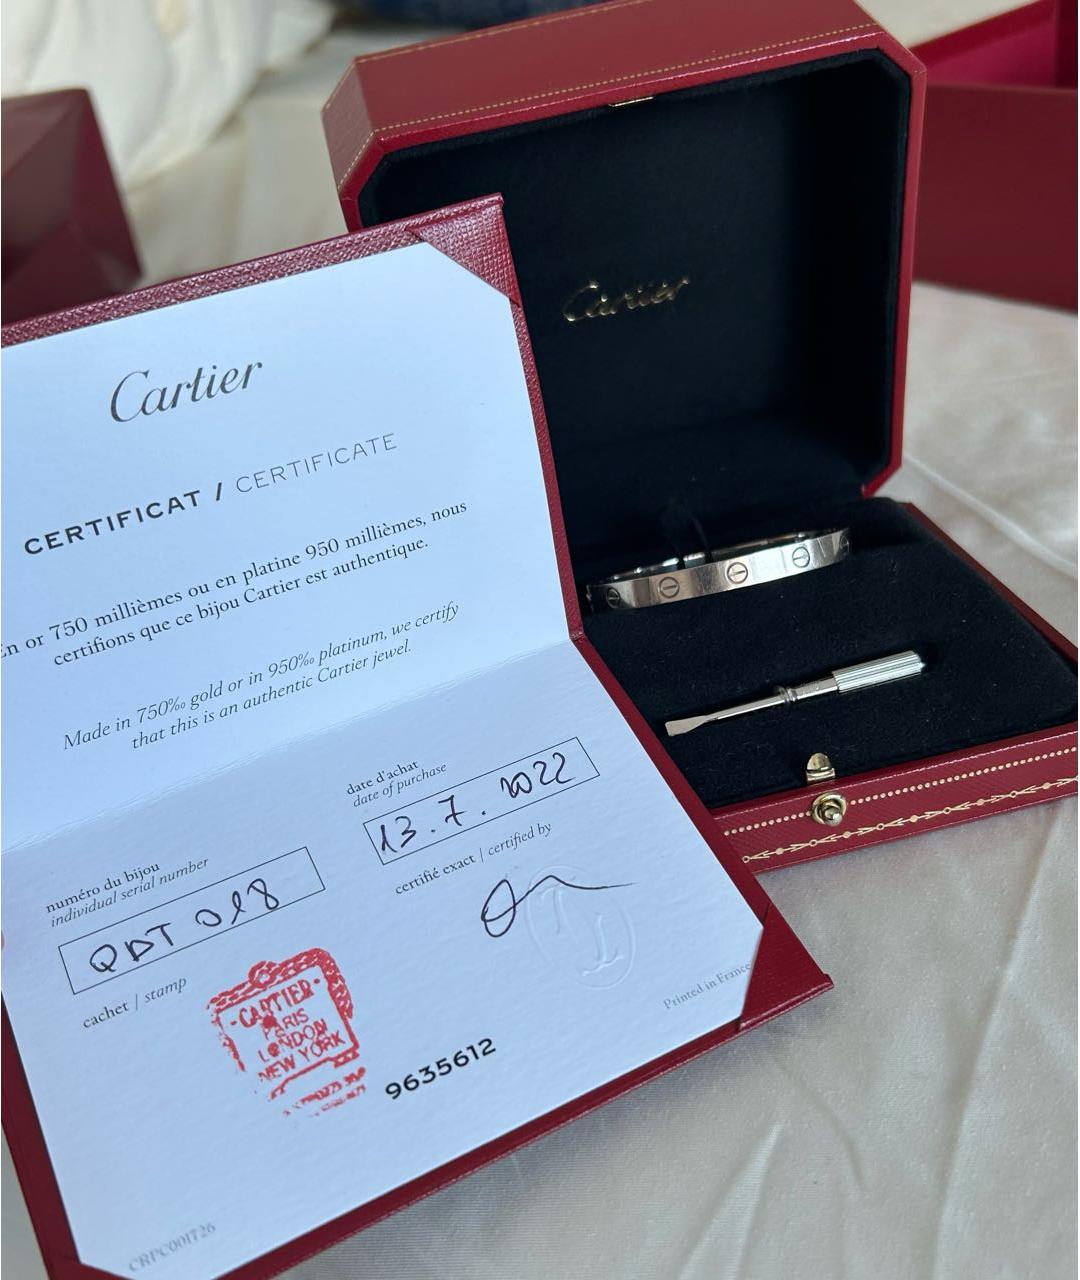 Cartier
Cartier
CERTIFICAT / CERTIFICATE
En or 750 millièmes ou en platine 950 millièmes, nous
certifions que ce bijou Cartier est authentique.
Made in 750‰ gold or in 950‰ platinum, we certify
that this is an authentic Cartier jewel.
date d'achat
date of purchase
13.7.2022
numéro du bijou
individual serial number
QDT 018
certifié exact / certified by
cachet / stamp
·CARTIER·
PARIS
LONDON
NEW YORK
Printed in France
9635612
CRPC001726